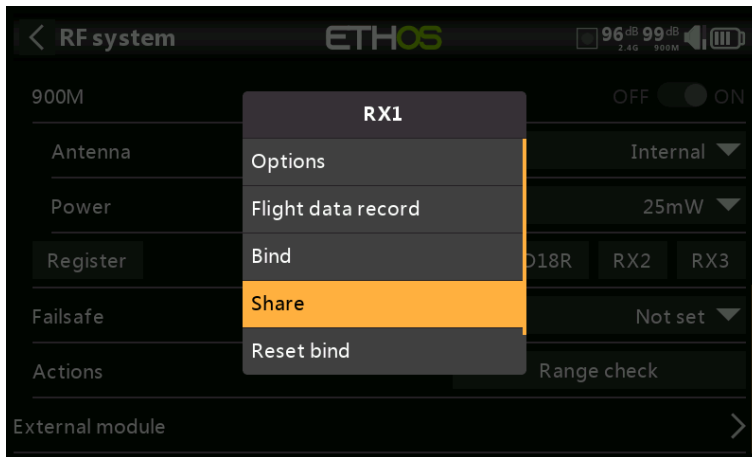 RF system ETHOS 96dB 99dB
2.4G 900M
900M OFF ON
RX1
Antenna Internal
Options
Power 25mW
Flight data record
Register D18R RX2 RX3
Bind
Failsafe Not set
Share
Actions Range check
Reset bind
External module